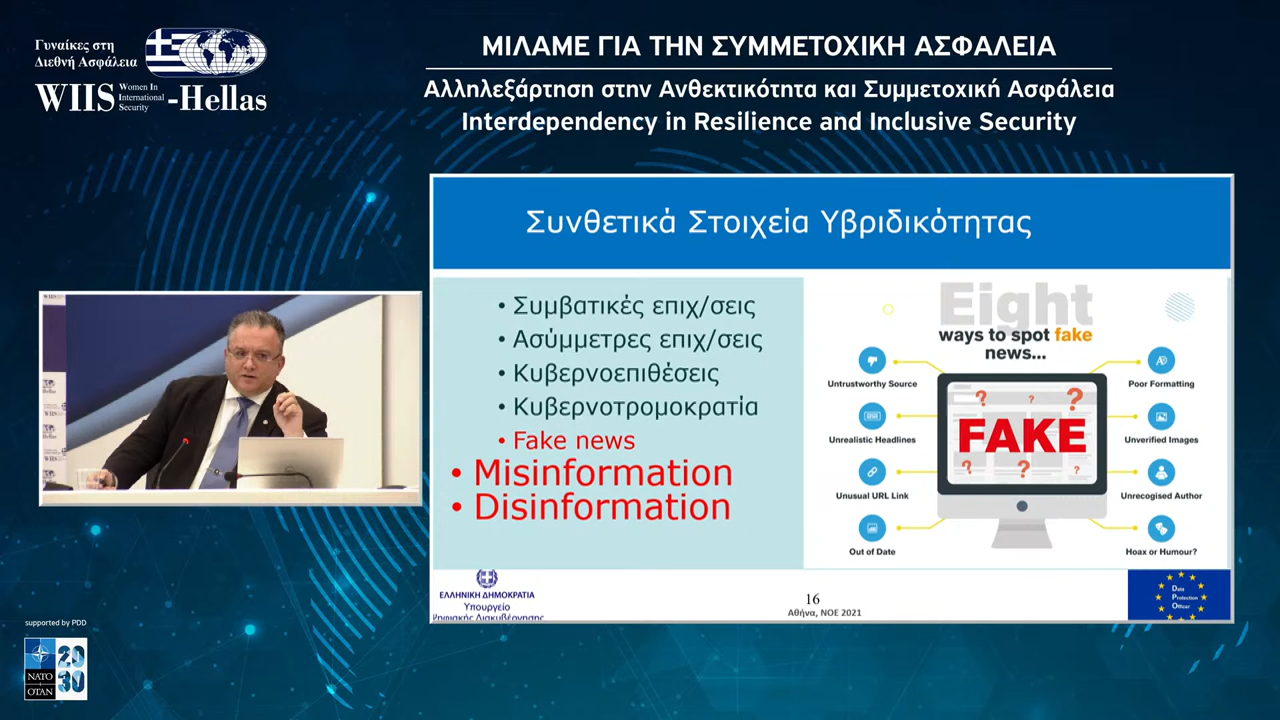 Γυναίκες στη
Διεθνή Ασφάλεια
WIIS
Women In
International
Security
-Hellas
ΜΙΛΑΜΕ ΓΙΑ ΤΗΝ ΣΥΜΜΕΤΟΧΙΚΗ ΑΣΦΑΛΕΙΑ
Αλληλεξάρτηση στην Ανθεκτικότητα και Συμμετοχική Ασφάλεια
Interdependency in Resilience and Inclusive Security
Συνθετικά Στοιχεία Υβριδικότητας
• Συμβατικές επιχ/σεις
• Ασύμμετρες επιχ/σεις
• Κυβερνοεπιθέσεις
• Κυβερνοτρομοκρατία
• Fake news
• Misinformation
• Disinformation
Eight
ways to spot fake
news...
Untrustworthy Source
Unrealistic Headlines
Unusual URL Link
Out of Date
FAKE
Poor Formatting
Unverified Images
Unrecogised Author
Hoax or Humour?
ΕΛΛΗΝΙΚΗ ΔΗΜΟΚΡΑΤΙΑ
Υπουργείο
Ψηφιακής Διακυβέρνησης
16
Αθήνα, ΝΟΕ 2021
Data
Protection
Officer
supported by PDD
NATO
OTAN
2030